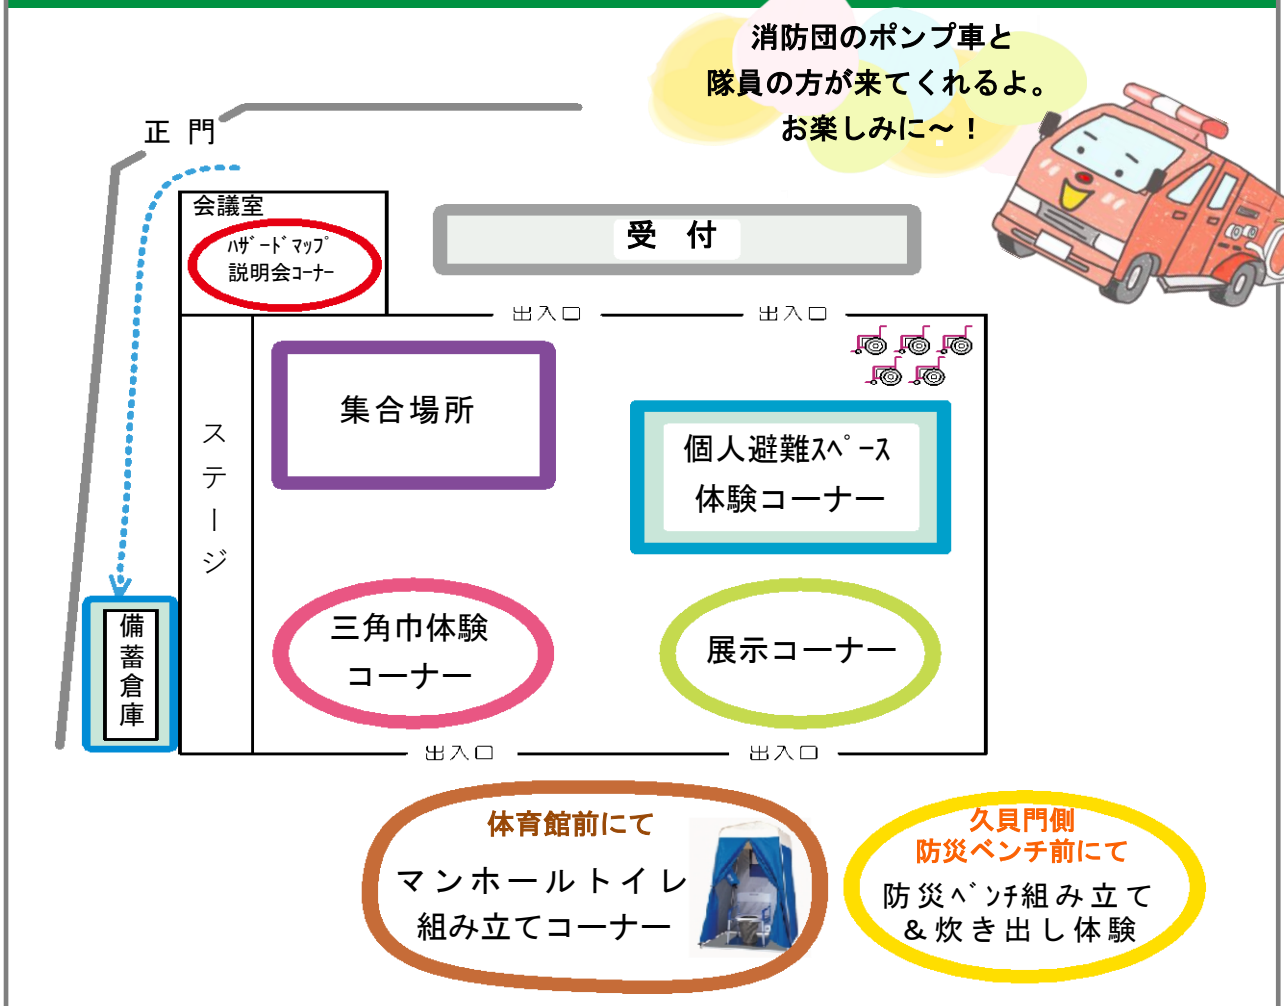 消防団のポンプ車と
隊員の方が来てくれるよ。
お楽しみに～！
正 門
会議室
ﾊｻﾞｰﾄﾞﾏｯﾌﾟ
説明会ｺｰﾅｰ
受 付
出入口
出入口
ステージ
集合場所
個人避難ｽﾍﾟｰｽ
体験コーナー
三角巾体験
コーナー
展示コーナー
備蓄倉庫
出入口
出入口
体育館前にて
マンホールトイレ
組み立てコーナー
久貝門側
防災ベンチ前にて
防災ﾍﾞﾝﾁ組み立て
＆炊き出し体験